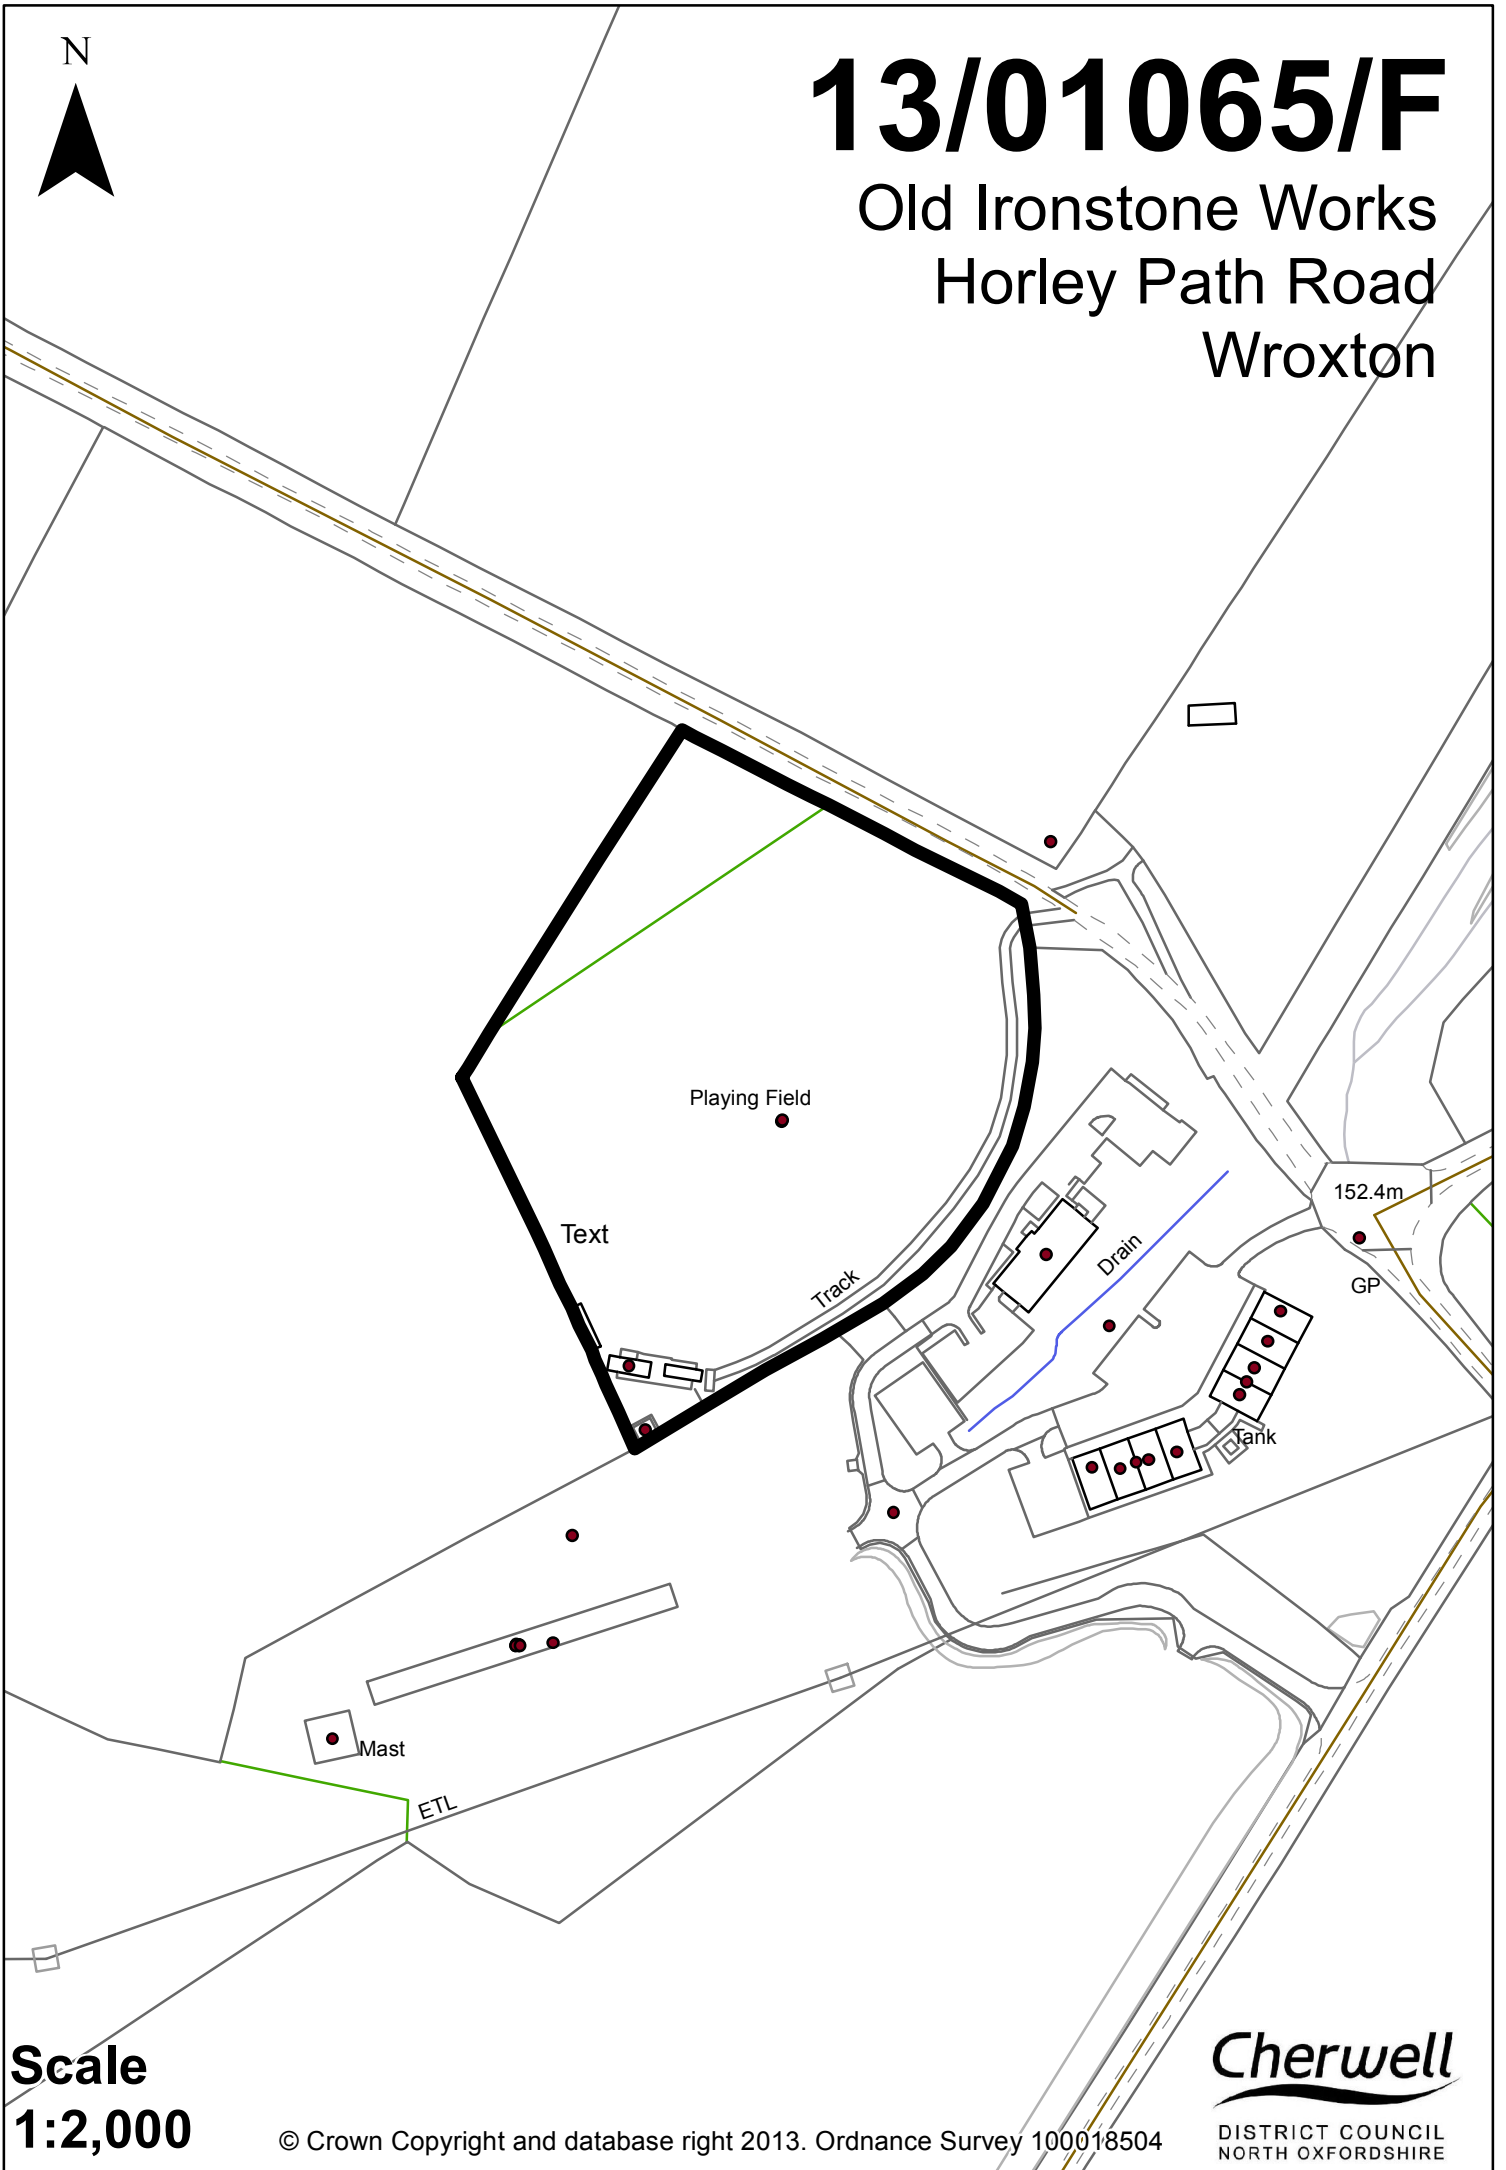 N
13/01065/F
Old Ironstone Works
Horley Path Road
Wroxton
Playing Field
152.4m
Text
Drain
Track
GP
Tank
Mast
ETL
Scale
1:2,000
© Crown Copyright and database right 2013. Ordnance Survey 100018504
Cherwell
DISTRICT COUNCIL
NORTH OXFORDSHIRE